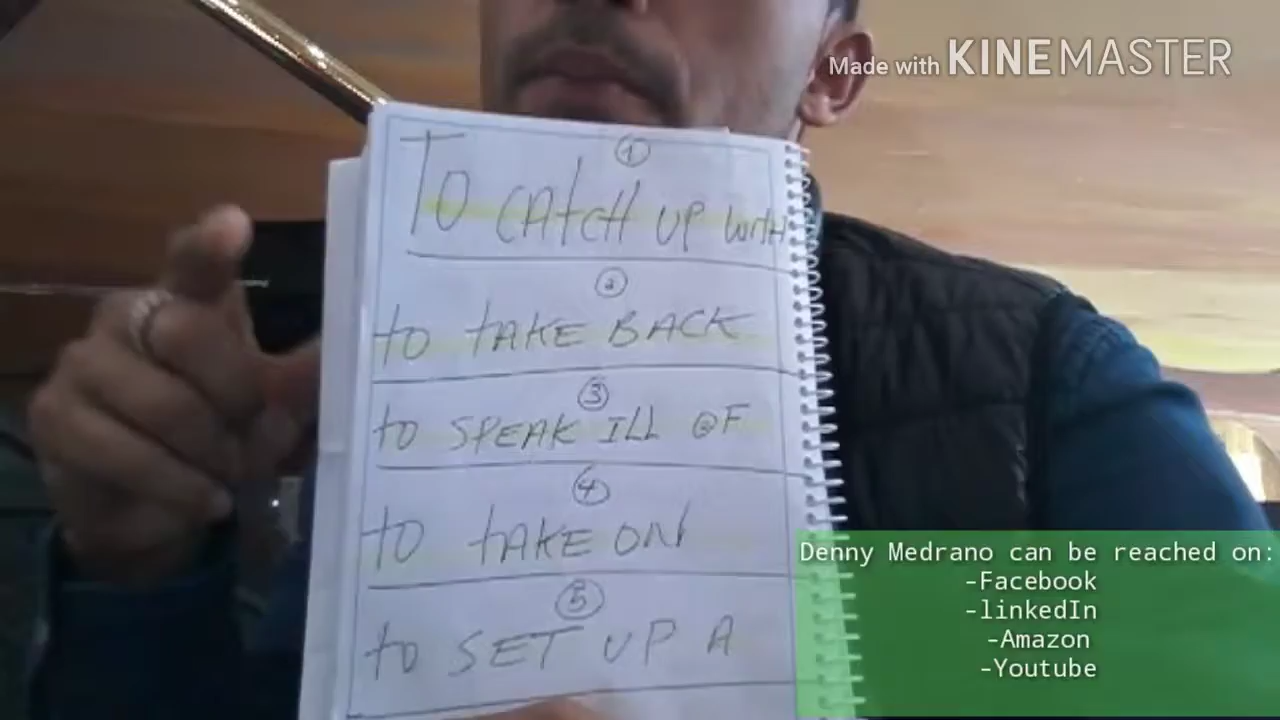 Made with KINEMASTER
1
To CAtCH UP WitH
2
to tAKE BACK
3
to SPEAK ILL OF
4
to tAKE ON
5
to SET UP A
Denny Medrano can be reached on:
-Facebook
-linkedIn
-Amazon
-Youtube